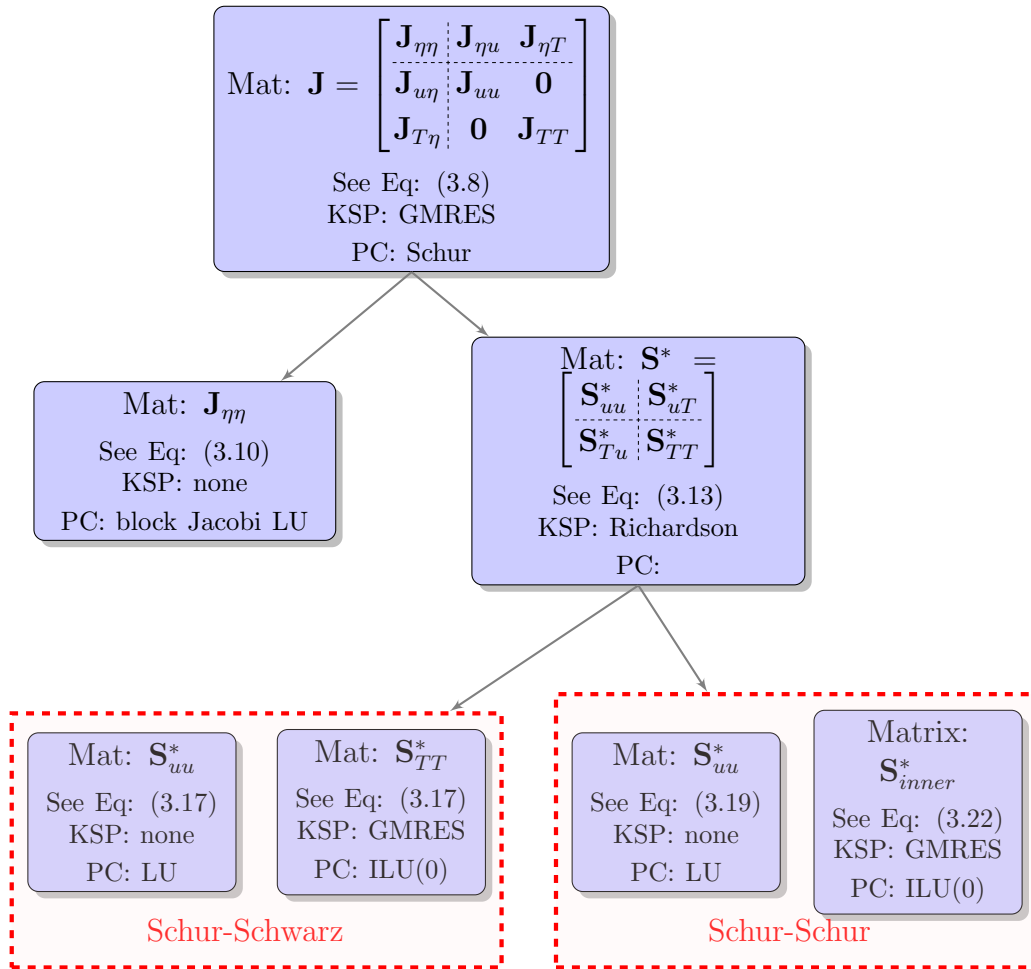 Mat: J = [ J_ηη J_ηu J_ηT
J_uη J_uu 0
J_Tη 0 J_TT ]
See Eq: (3.8)
KSP: GMRES
PC: Schur
Mat: J_ηη
See Eq: (3.10)
KSP: none
PC: block Jacobi LU
Mat: S* =
[ S*_uu S*_uT
S*_Tu S*_TT ]
See Eq: (3.13)
KSP: Richardson
PC:
Mat: S*_uu
See Eq: (3.17)
KSP: none
PC: LU
Mat: S*_TT
See Eq: (3.17)
KSP: GMRES
PC: ILU(0)
Schur-Schwarz
Mat: S*_uu
See Eq: (3.19)
KSP: none
PC: LU
Matrix:
S*_inner
See Eq: (3.22)
KSP: GMRES
PC: ILU(0)
Schur-Schur